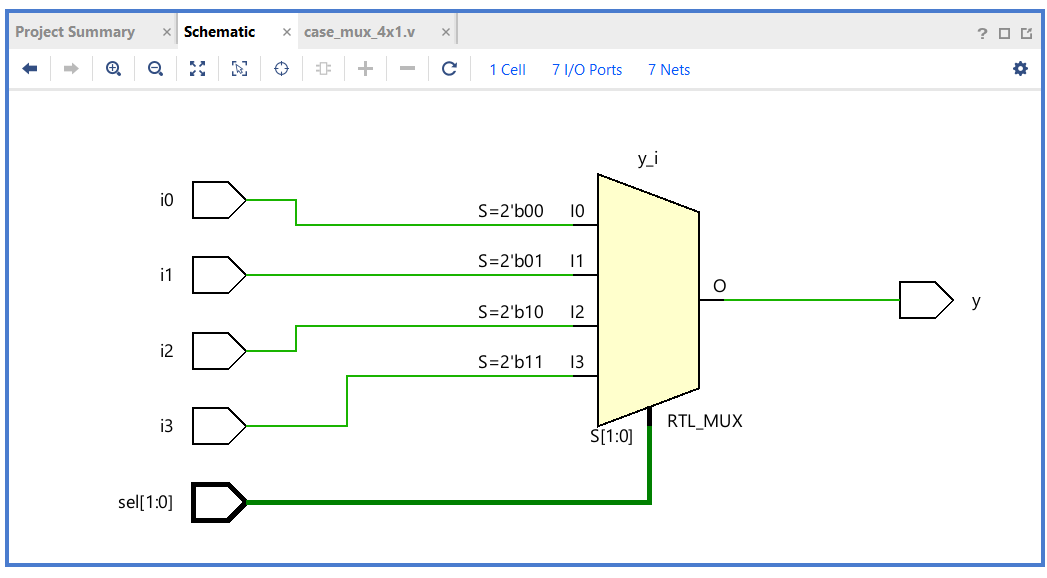 Project Summary × Schematic × case_mux_4x1.v × ?
1 Cell 7 I/O Ports 7 Nets
y_i
i0 S=2'b00 I0
i1 S=2'b01 I1
O
y
i2 S=2'b10 I2
i3 S=2'b11 I3
RTL_MUX
S[1:0]
sel[1:0]